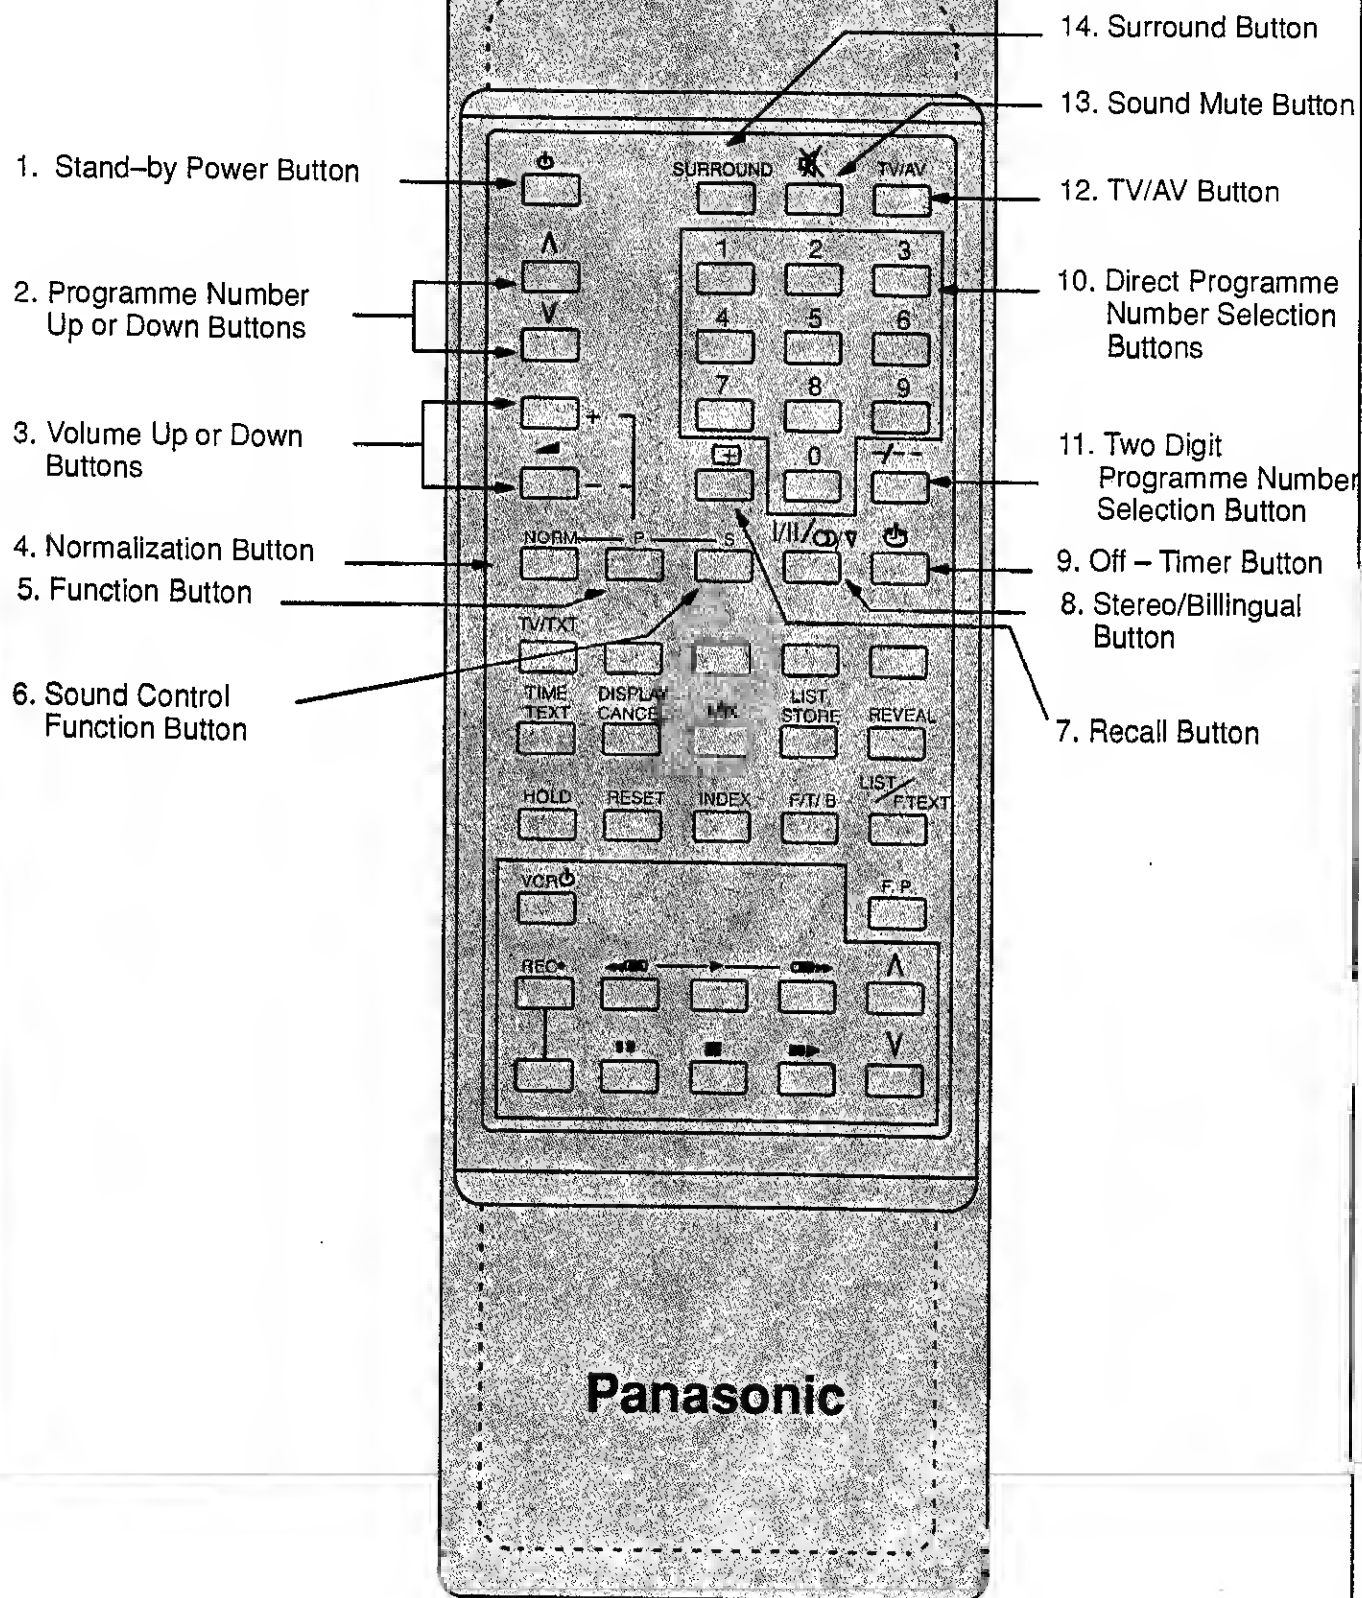 14. Surround Button
13. Sound Mute Button
1. Stand–by Power Button
SURROUND
TV/AV
12. TV/AV Button
1 2 3
2. Programme Number
Up or Down Buttons
10. Direct Programme
Number Selection
Buttons
4 5 6
7 8 9
+
3. Volume Up or Down
Buttons
11. Two Digit
Programme Number
Selection Button
0 -/--
−
NORM P S I/II
4. Normalization Button
9. Off – Timer Button
5. Function Button
8. Stereo/Billingual
Button
TV/TXT
6. Sound Control
Function Button
TIME
TEXT
DISPLAY
CANCEL
MIX
LIST
STORE
REVEAL
7. Recall Button
HOLD RESET INDEX F/T/B
LIST/
F.TEXT
VCR
F.P.
REC
Panasonic